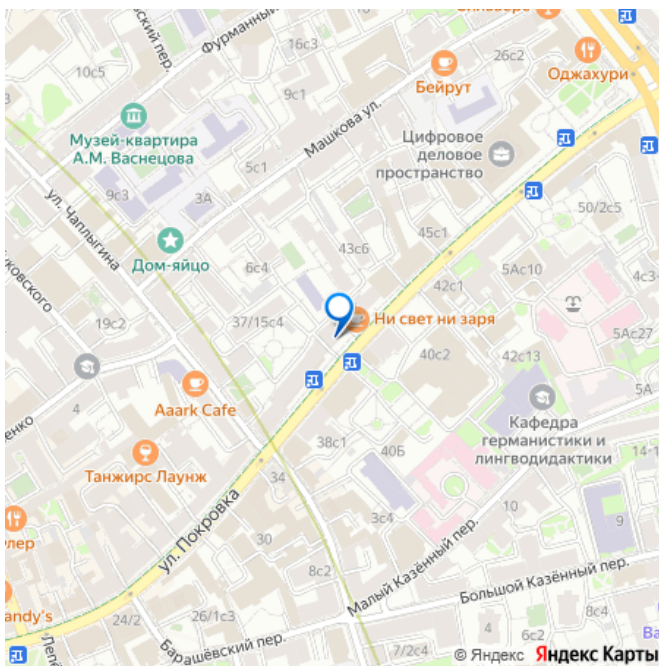 Фурманный
16с3
26с2
Оджахури
10с5
9с1
Бейрут
Музей-квартира
А.М. Васнецова
Машкова ул.
Цифровое
деловое
пространство
5с1
ул. Чаплыгина
9с3
3А
50/2с5
45с1
43с6
Дом-яйцо
6с4
5Ас10
4с3
42с1
37/15с4
Ни свет ни заря
19с2
5Ас27
40с2
42с13
Aaark Cafe
5А
4
Кафедра
германистики и
лингводидактики
38с1
40Б
14-1
Танжирс Лаунж
34
10
9
3с4
ул. Покровка
30
Малый Казённый пер.
8с2
Большой Казённый пер.
24/2
26/1с3
4
8с4
6с2
Барашёвский пер.
7/2с4
© Яндекс Яндекс Карты